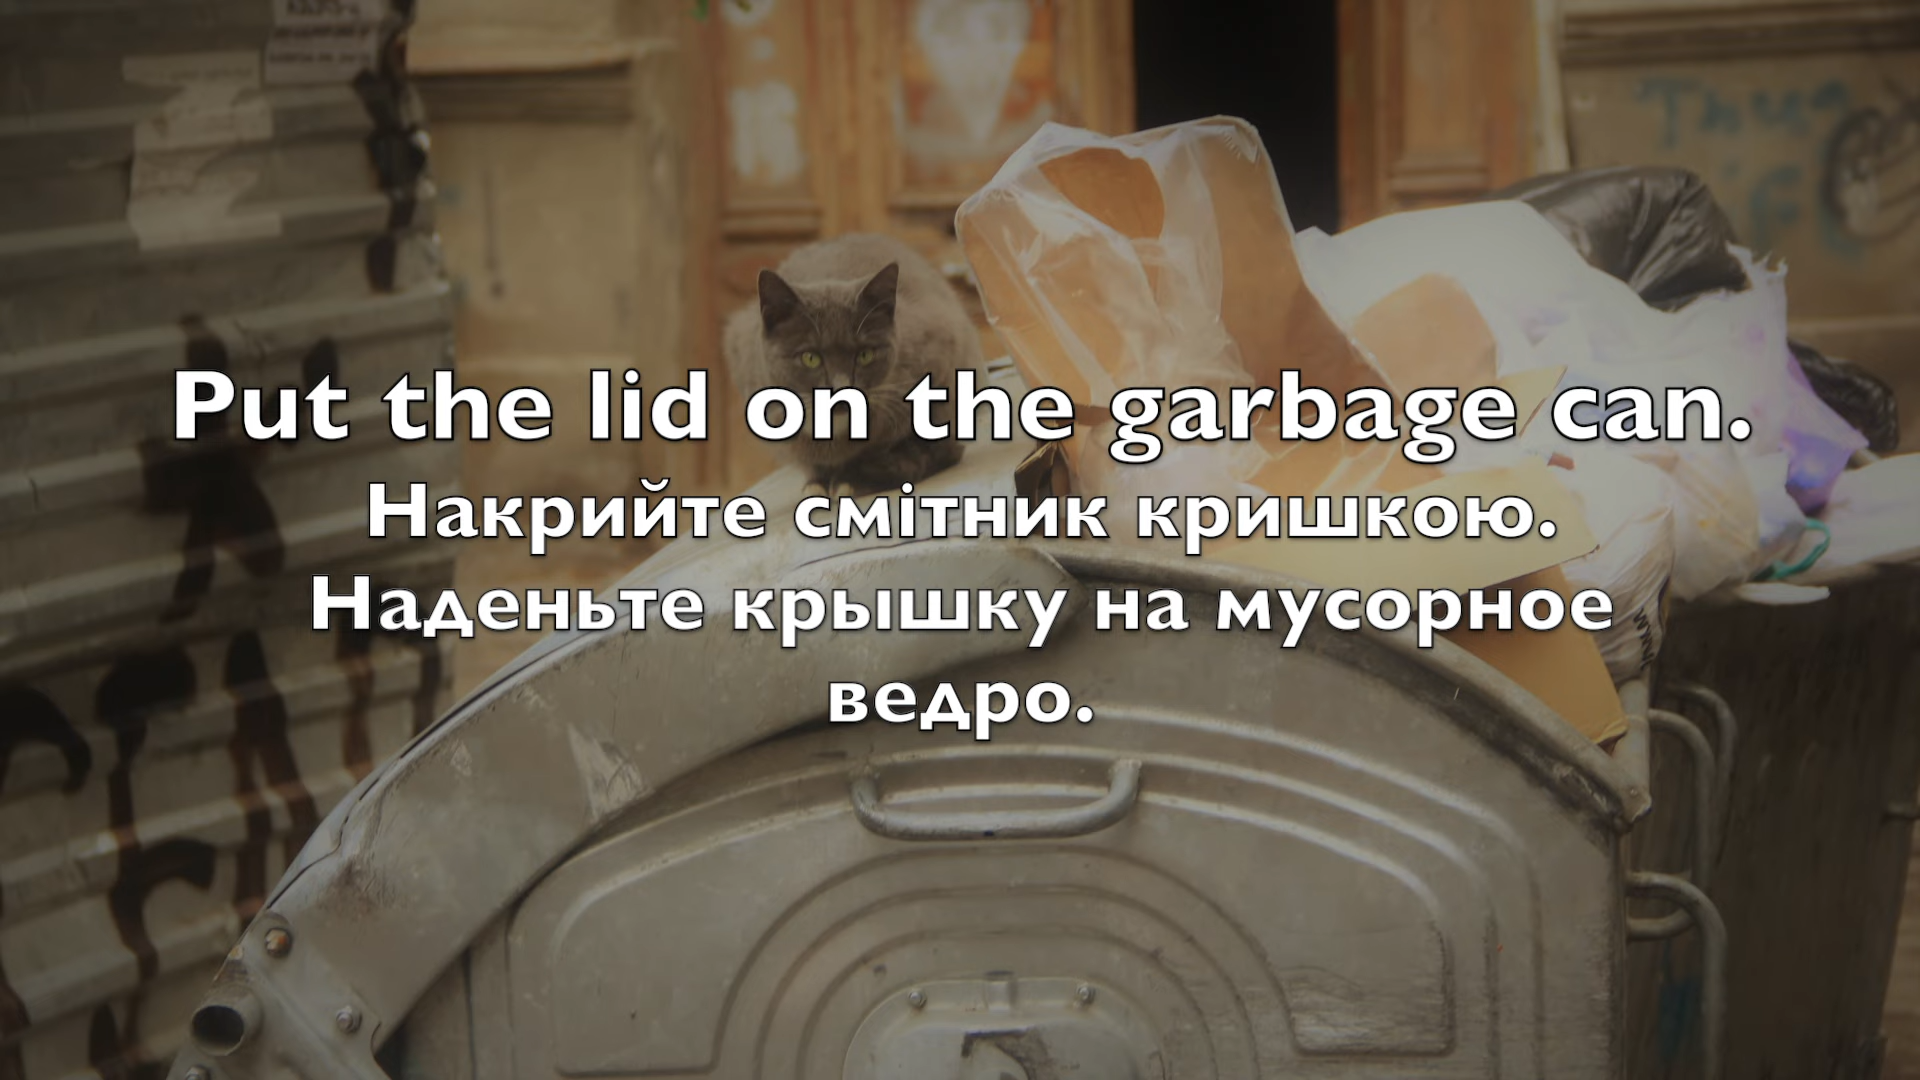 Put the lid on the garbage can.
Накрийте смітник кришкою.
Наденьте крышку на мусорное
ведро.